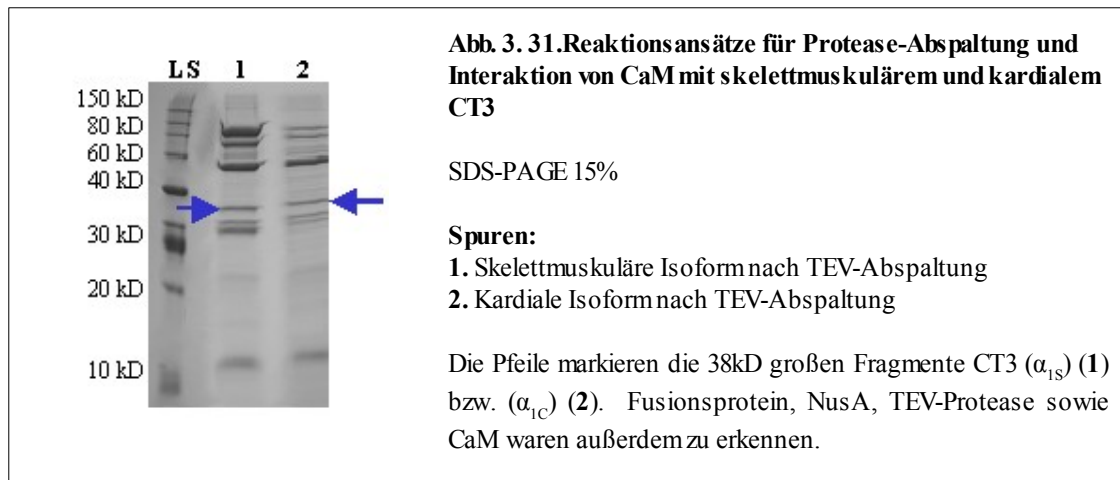 LS 1 2
150 kD
80 kD
60 kD
40 kD
30 kD
20 kD
10 kD
Abb. 3. 31.Reaktionsansätze für Protease-Abspaltung und
Interaktion von CaM mit skelettmuskulärem und kardialem
CT3
SDS-PAGE 15%
Spuren:
1. Skelettmuskuläre Isoform nach TEV-Abspaltung
2. Kardiale Isoform nach TEV-Abspaltung
Die Pfeile markieren die 38kD großen Fragmente CT3 (α1S) (1)
bzw. (α1C) (2). Fusionsprotein, NusA, TEV-Protease sowie
CaM waren außerdem zu erkennen.